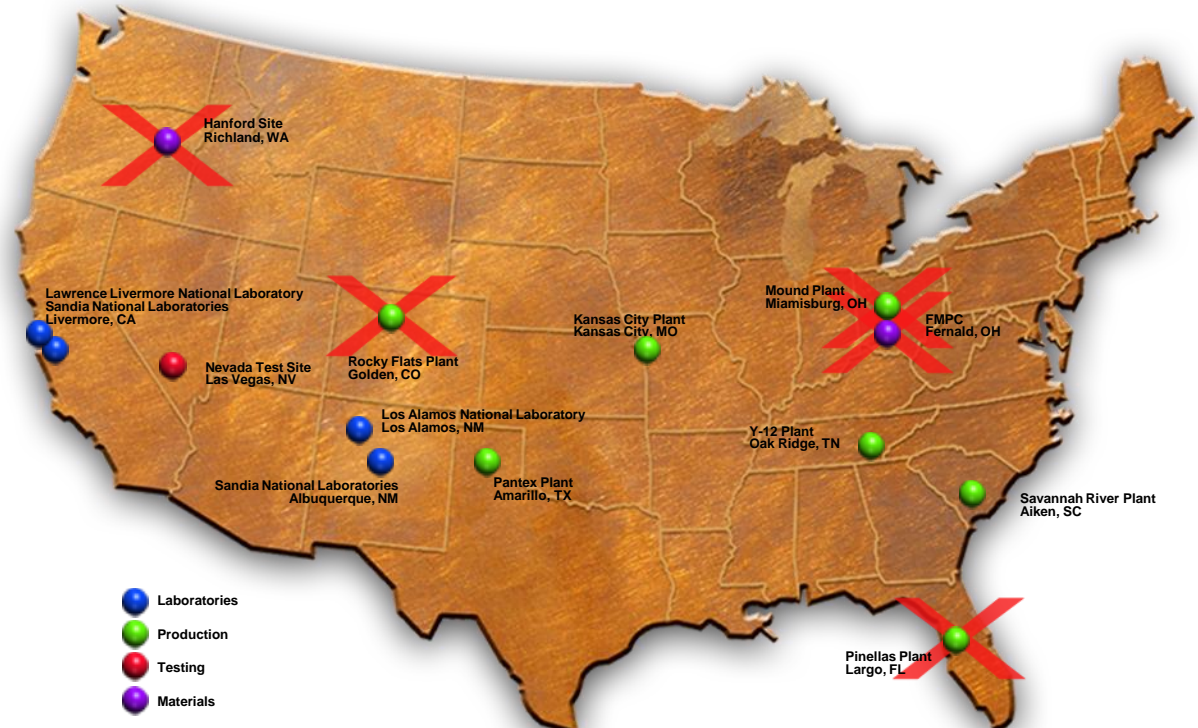 Hanford Site
Richland, WA
Lawrence Livermore National Laboratory
Sandia National Laboratories
Livermore, CA
Nevada Test Site
Las Vegas, NV
Rocky Flats Plant
Golden, CO
Kansas City Plant
Kansas City, MO
Mound Plant
Miamisburg, OH
FMPC
Fernald, OH
Los Alamos National Laboratory
Los Alamos, NM
Sandia National Laboratories
Albuquerque, NM
Pantex Plant
Amarillo, TX
Y-12 Plant
Oak Ridge, TN
Savannah River Plant
Aiken, SC
Pinellas Plant
Largo, FL
Laboratories
Production
Testing
Materials